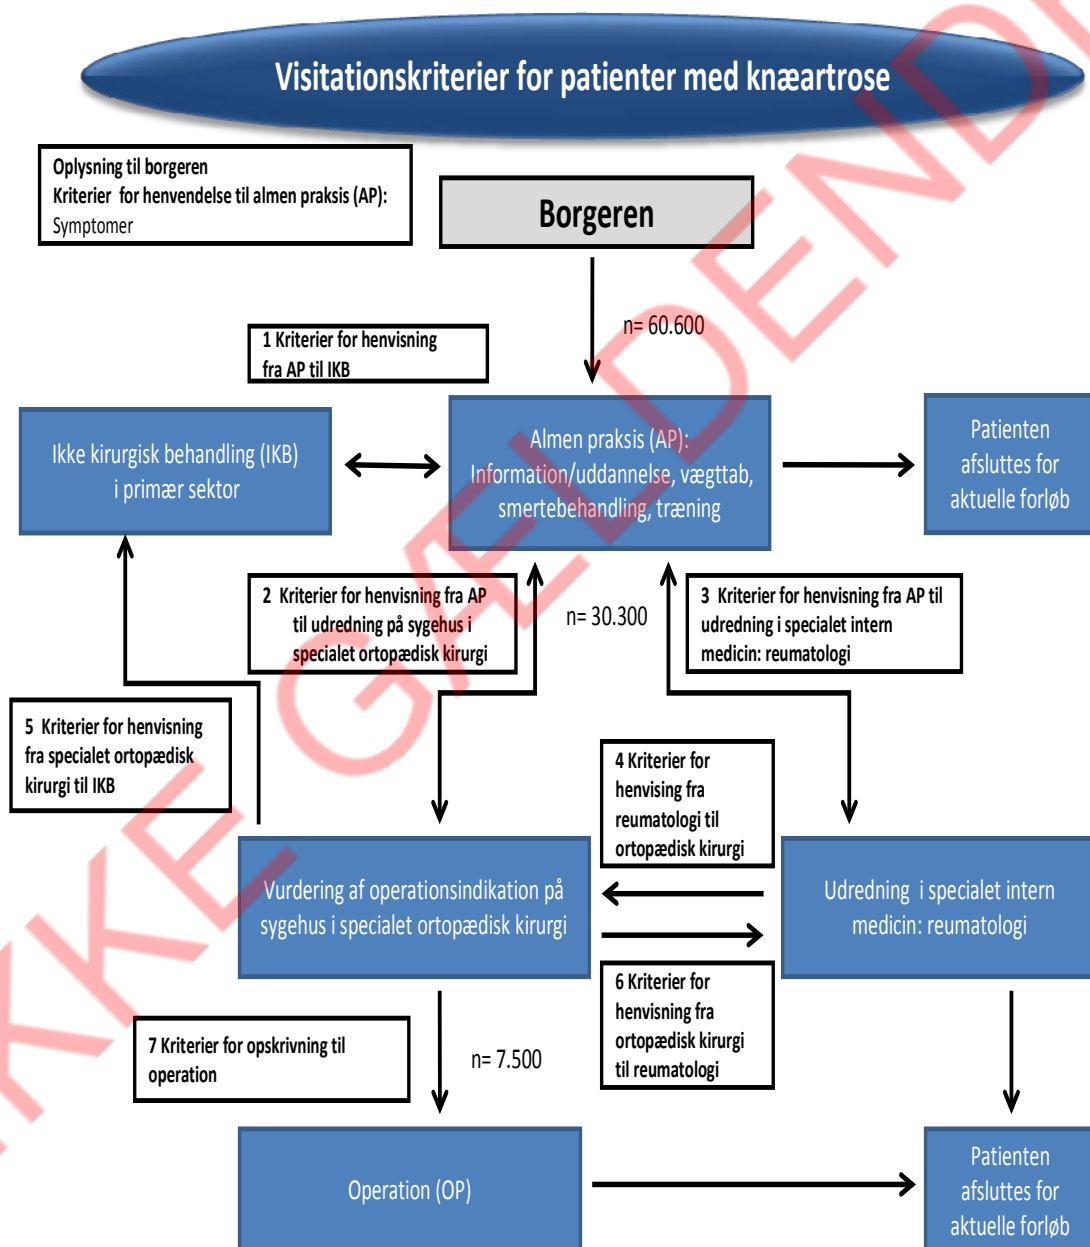 Visitationskriterier for patienter med knæartrose
Oplysning til borgeren
Kriterier for henvendelse til almen praksis (AP):
Symptomer
Borgeren
n= 60.600
1 Kriterier for henvisning
fra AP til IKB
Ikke kirurgisk behandling (IKB)
i primær sektor
Almen praksis (AP):
Information/uddannelse, vægttab,
smertebehandling, træning
Patienten
afsluttes for
aktuelle forløb
2 Kriterier for henvisning fra AP
til udredning på sygehus i
specialet ortopædisk kirurgi
n= 30.300
3 Kriterier for henvisning fra AP til
udredning i specialet intern
medicin: reumatologi
5 Kriterier for henvisning
fra specialet ortopædisk
kirurgi til IKB
4 Kriterier for
henvising fra
reumatologi til
ortopædisk kirurgi
Vurdering af operationsindikation på
sygehus i specialet ortopædisk kirurgi
Udredning i specialet intern
medicin: reumatologi
6 Kriterier for
henvisning fra
ortopædisk kirurgi
til reumatologi
7 Kriterier for opskrivning til
operation
n= 7.500
Operation (OP)
Patienten
afsluttes for
aktuelle forløb
IKKE GÆLDENDE